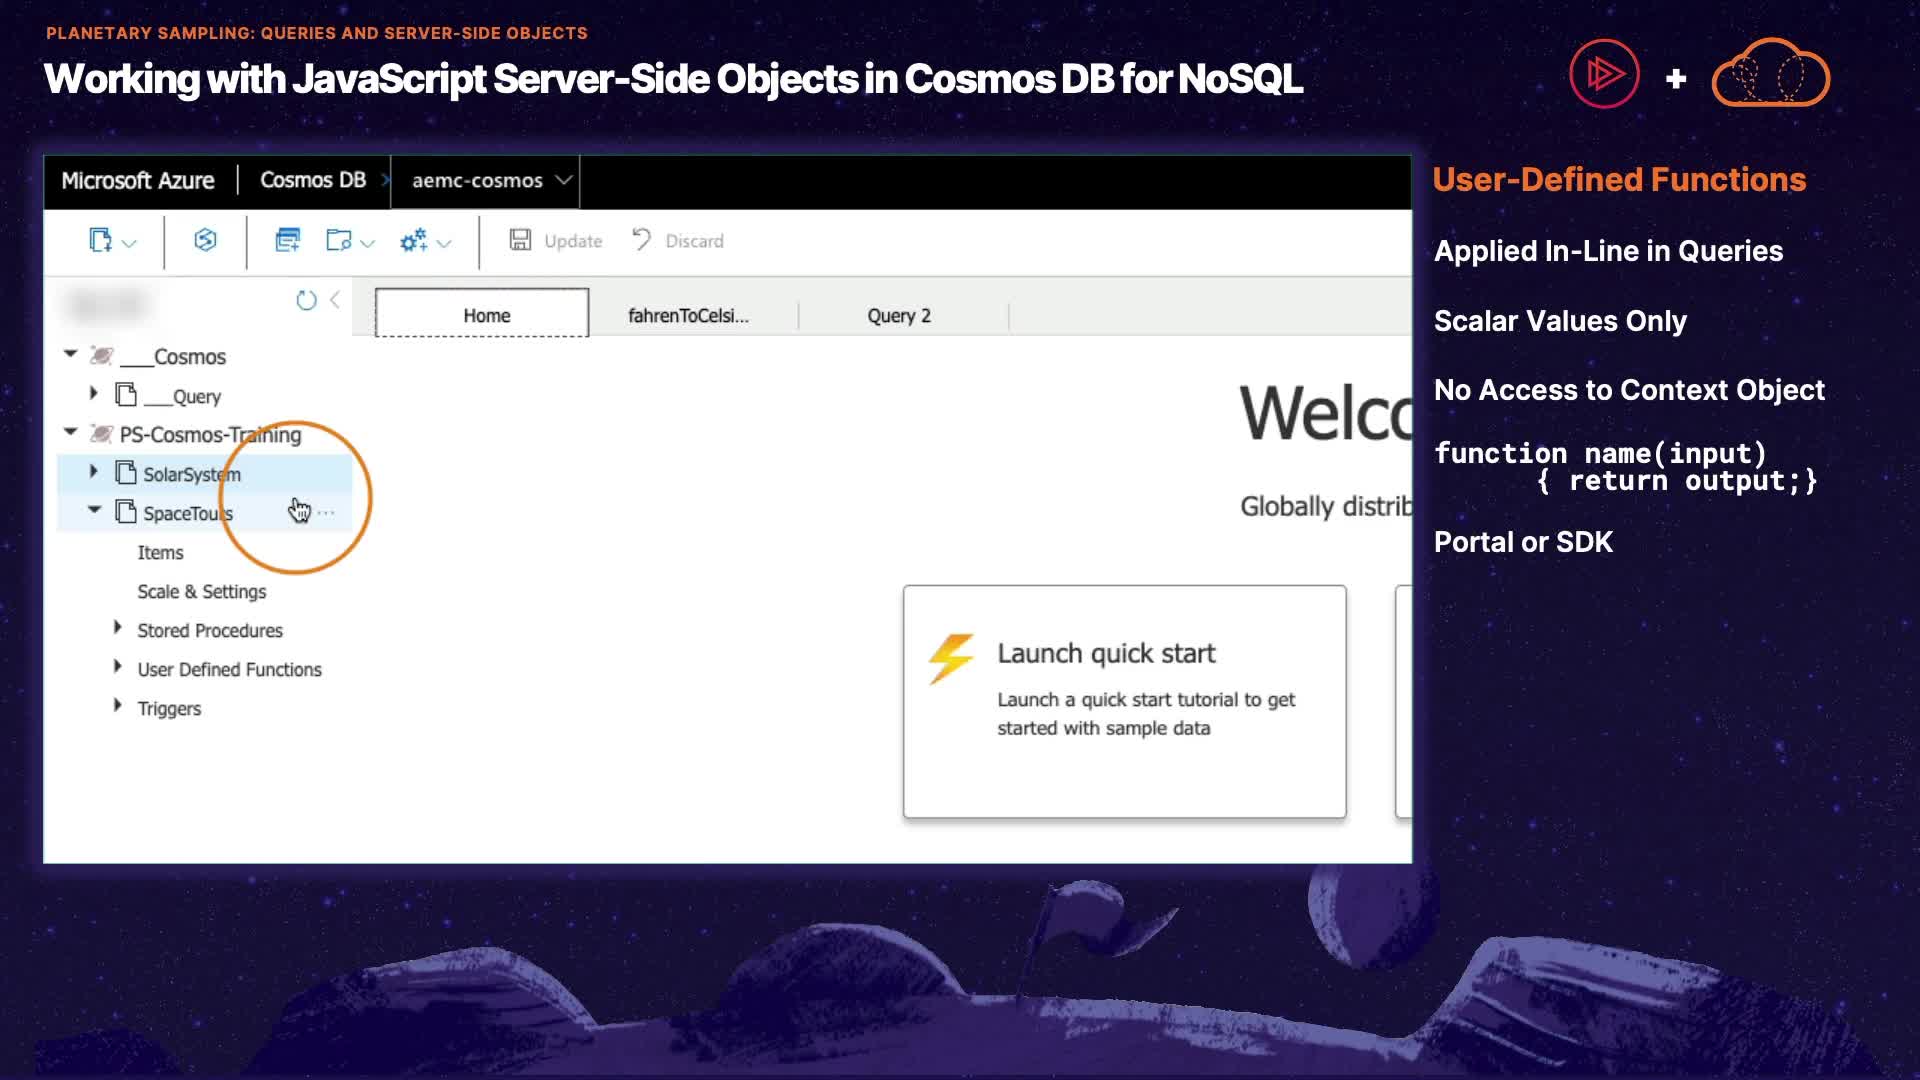 PLANETARY SAMPLING: QUERIES AND SERVER-SIDE OBJECTS
Working with JavaScript Server-Side Objects in Cosmos DB for NoSQL
+
Microsoft Azure
Cosmos DB
aemc-cosmos
Update
Discard
Home
fahrenToCelsi...
Query 2
___Cosmos
___Query
PS-Cosmos-Training
SolarSystem
SpaceTours
...
Items
Scale & Settings
Stored Procedures
User Defined Functions
Triggers
Welco
Globally distrib
Launch quick start
Launch a quick start tutorial to get
started with sample data
User-Defined Functions
Applied In-Line in Queries
Scalar Values Only
No Access to Context Object
function name(input)
{ return output;}
Portal or SDK